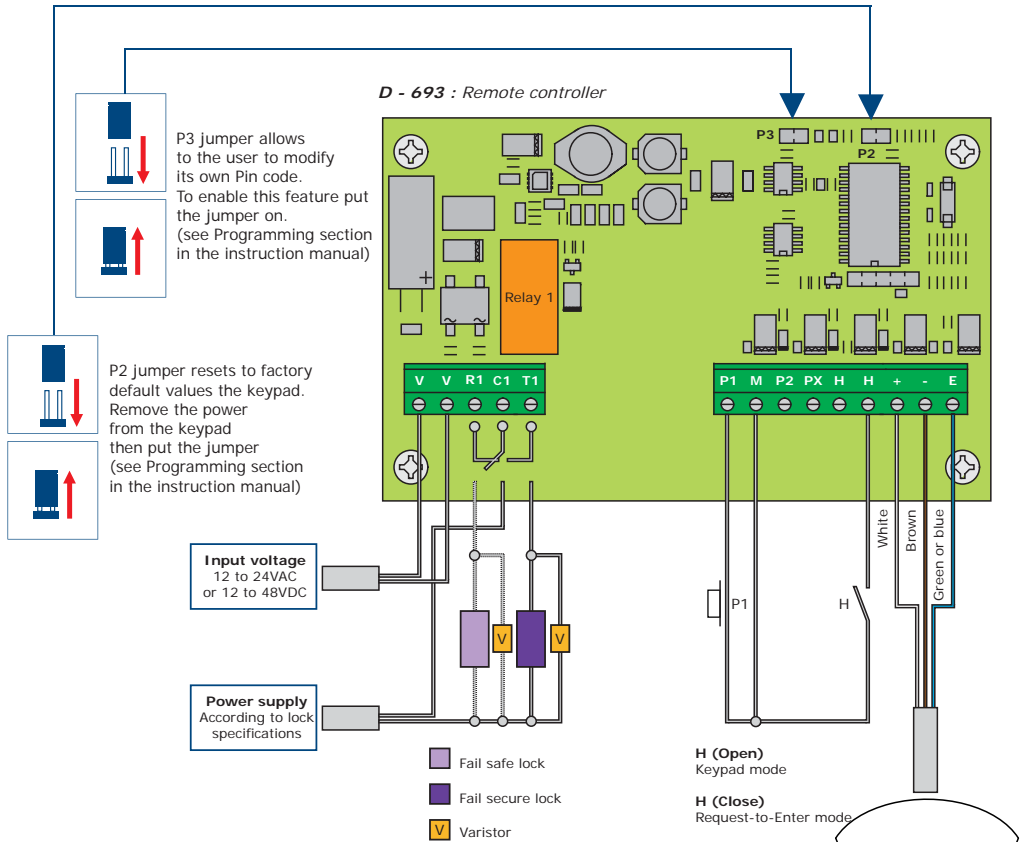 D - 693 : Remote controller
P3 jumper allows
to the user to modify
its own Pin code.
To enable this feature put
the jumper on.
(see Programming section
in the instruction manual)
P2 jumper resets to factory
default values the keypad.
Remove the power
from the keypad
then put the jumper
(see Programming section
in the instruction manual)
P3
P2
+
Relay 1
~ ~
V V R1 C1 T1
P1 M P2 PX H H + - E
White
Brown
Green or blue
Input voltage
12 to 24VAC
or 12 to 48VDC
P1
H
V
V
Power supply
According to lock
specifications
Fail safe lock
Fail secure lock
V Varistor
H (Open)
Keypad mode
H (Close)
Request-to-Enter mode